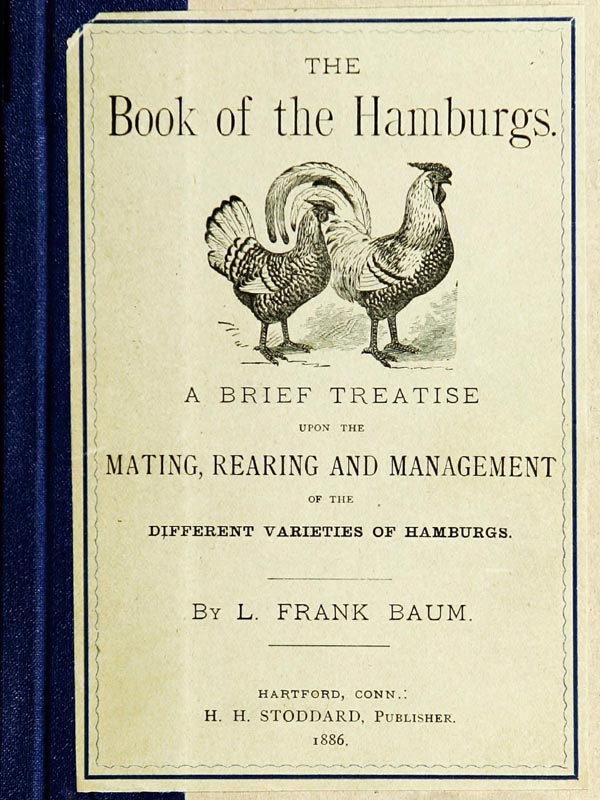 THE
Book of the Hamburgs.
A BRIEF TREATISE
UPON THE
MATING, REARING AND MANAGEMENT
OF THE
DIFFERENT VARIETIES OF HAMBURGS.
BY L. FRANK BAUM.
HARTFORD, CONN.:
H. H. STODDARD, PUBLISHER.
1886.